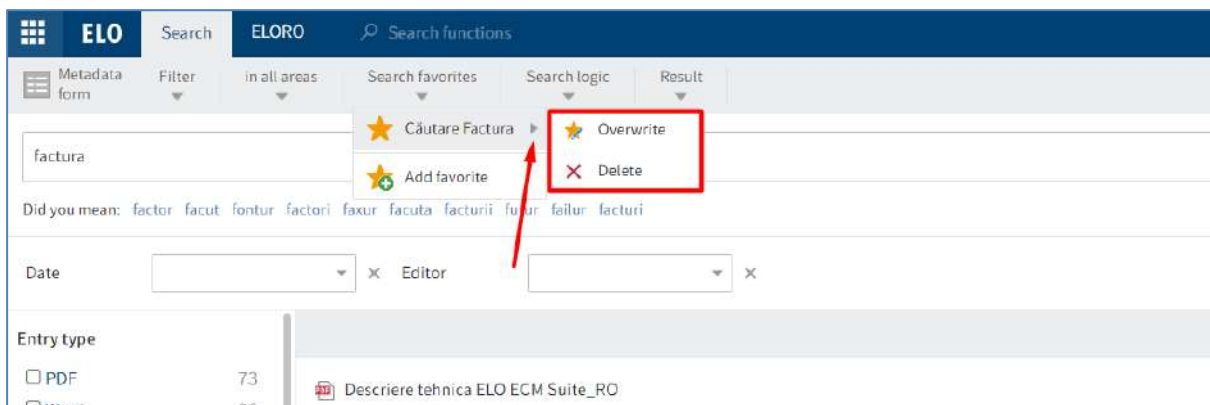 ELO Search ELORO Search functions
Metadata form Filter in all areas Search favorites Search logic Result
Căutare Factura Overwrite
factura
Add favorite Delete
Did you mean: factor facut fontur factori faxur facuta facturii failur facturi
Date Editor
Entry type
PDF 73
Descriere tehnica ELO ECM Suite_RO